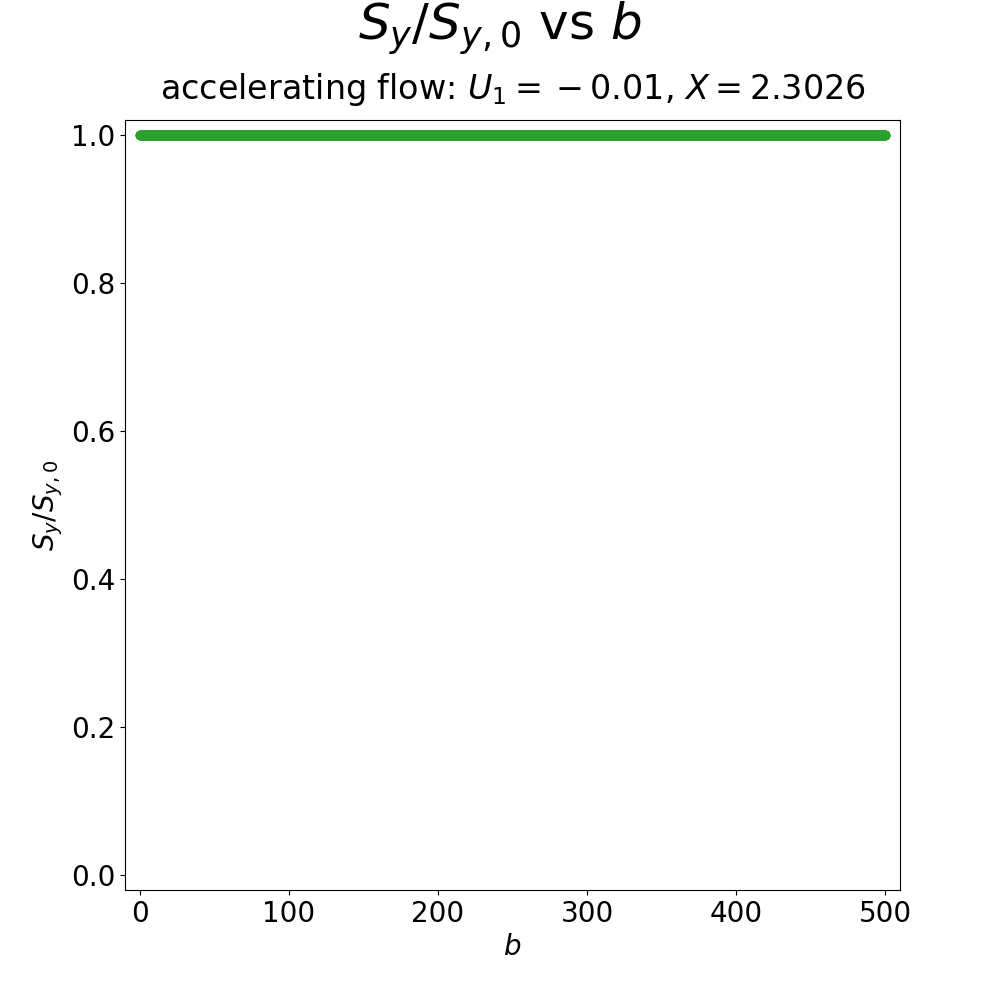 S_y/S_{y,0} vs b
accelerating flow: U_1 = −0.01, X = 2.3026
1.0
0.8
0.6
0.4
0.2
0.0
S_y/S_{y,0}
0 100 200 300 400 500
b